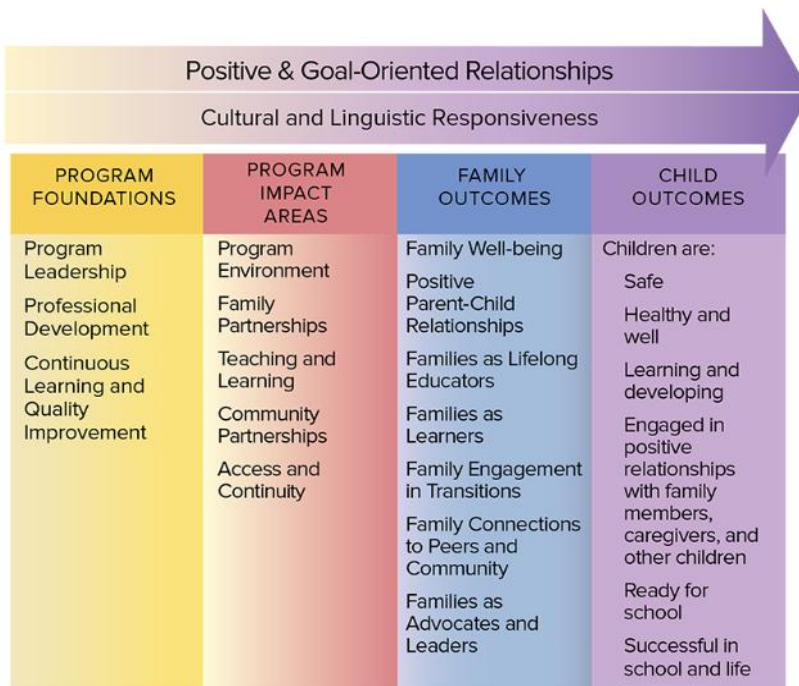 Positive & Goal-Oriented Relationships
Cultural and Linguistic Responsiveness
PROGRAM
FOUNDATIONS
Program
Leadership
Professional
Development
Continuous
Learning and
Quality
Improvement
PROGRAM
IMPACT
AREAS
Program
Environment
Family
Partnerships
Teaching and
Learning
Community
Partnerships
Access and
Continuity
FAMILY
OUTCOMES
Family Well-being
Positive
Parent-Child
Relationships
Families as Lifelong
Educators
Families as
Learners
Family Engagement
in Transitions
Family Connections
to Peers and
Community
Families as
Advocates and
Leaders
CHILD
OUTCOMES
Children are:
Safe
Healthy and
well
Learning and
developing
Engaged in
positive
relationships
with family
members,
caregivers, and
other children
Ready for
school
Successful in
school and life